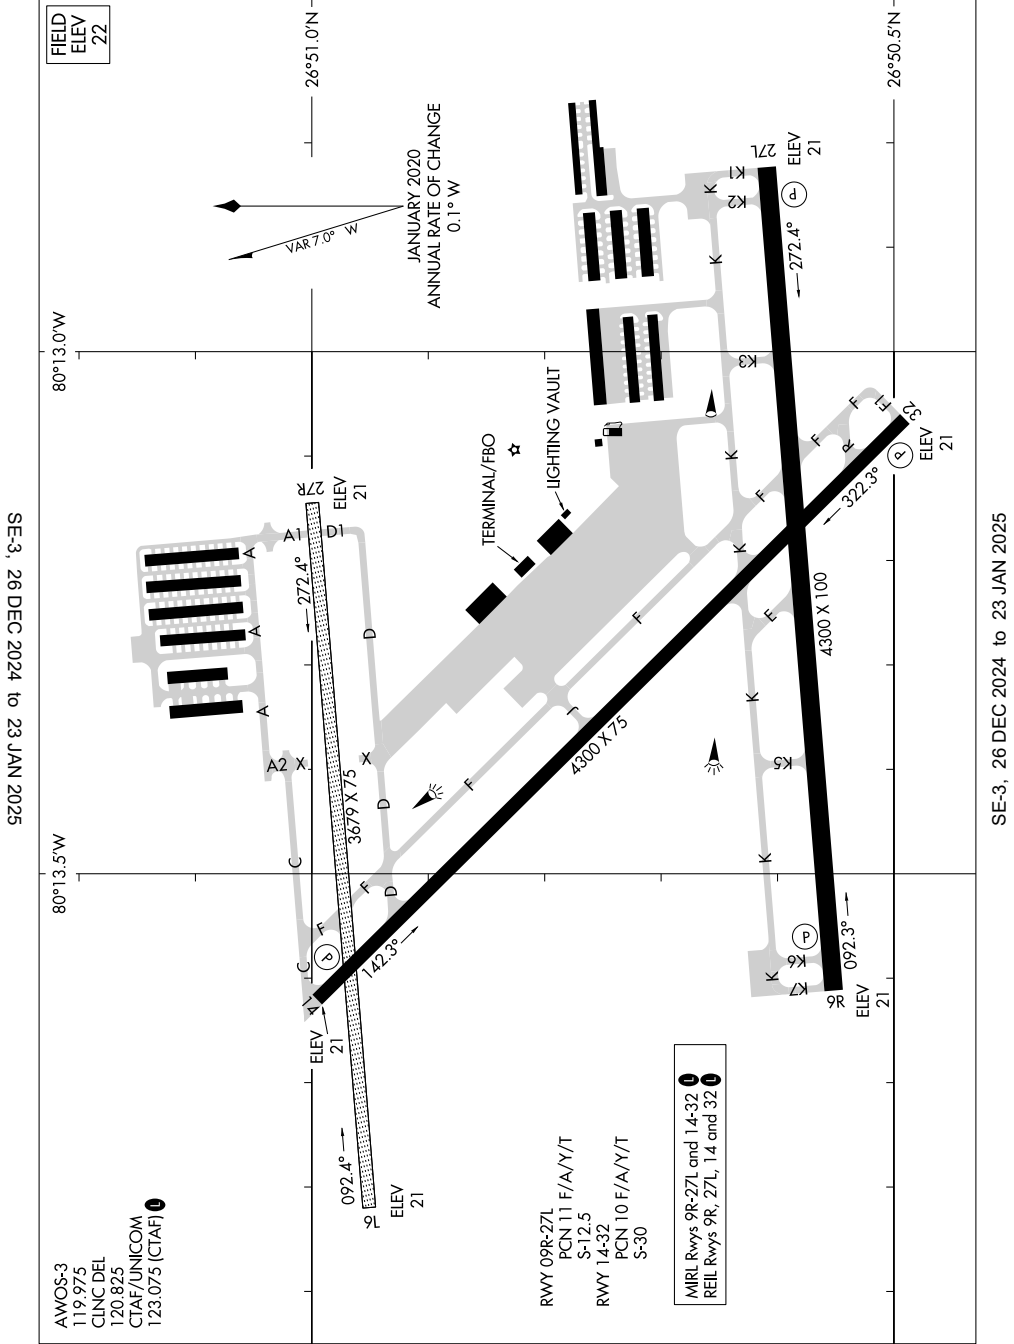 FIELD
ELEV
22
26°51.0'N
26°50.5'N
JANUARY 2020
ANNUAL RATE OF CHANGE
0.1° W
VAR 7.0° W
80°13.0'W
80°13.5'W
SE-3, 26 DEC 2024 to 23 JAN 2025
SE-3, 26 DEC 2024 to 23 JAN 2025
27L
ELEV
21
P
272.4°
K1
K2
K
K
K3
K
K
E
K
K5
K
K6
K
K7
4300 X 100
092.3°
9R
ELEV
21
P
F
F1
32
ELEV
21
P
R
F
F
322.3°
F
J
4300 X 75
F
F
F
142.3°
14
ELEV
21
P
LIGHTING VAULT
TERMINAL/FBO
27R
ELEV
21
A1
D1
272.4°
A
A
A
A2
X
X
D
D
D
C
C
3679 X 75
092.4°
9L
ELEV
21
AWOS-3
119.975
CLNC DEL
120.825
CTAF/UNICOM
123.075 (CTAF) L
RWY 09R-27L
PCN 11 F/A/Y/T
S-12.5
RWY 14-32
PCN 10 F/A/Y/T
S-30
MIRL Rwys 9R-27L and 14-32 L
REIL Rwys 9R, 27L, 14 and 32 L